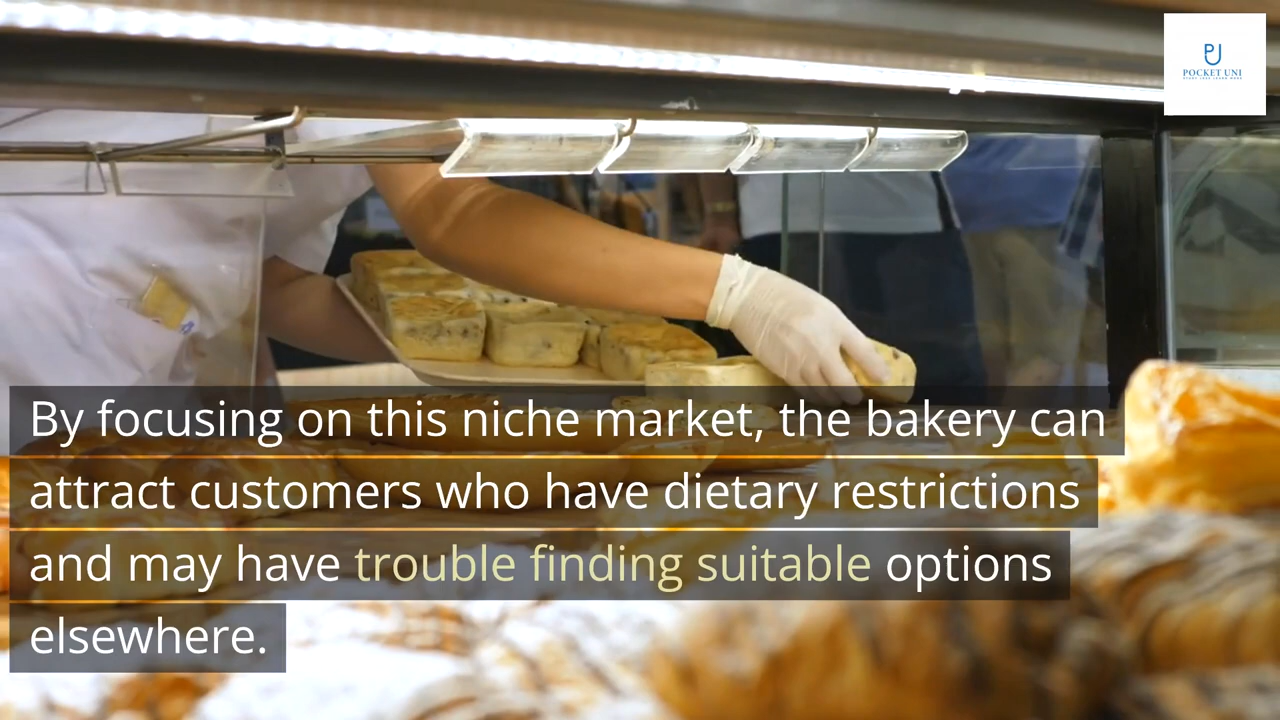 PJ
POCKET UNI
By focusing on this niche market, the bakery can
attract customers who have dietary restrictions
and may have trouble finding suitable options
elsewhere.